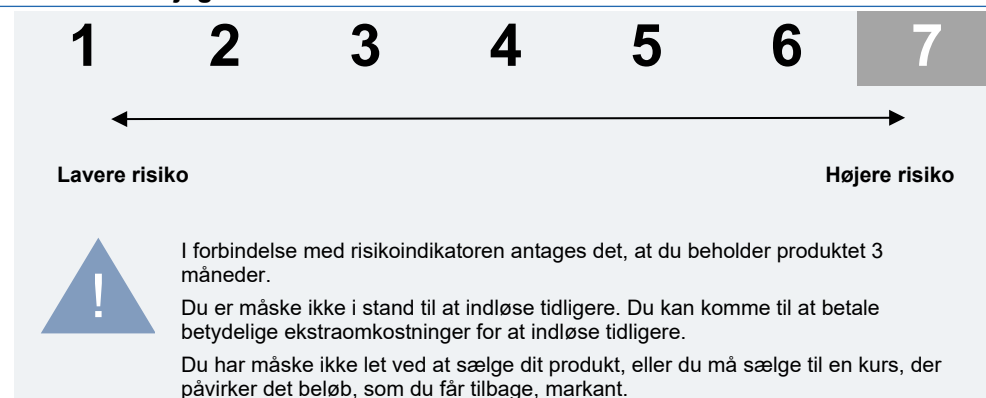 1 2 3 4 5 6 7
Lavere risiko Højere risiko
! I forbindelse med risikoindikatoren antages det, at du beholder produktet 3
måneder.
Du er måske ikke i stand til at indløse tidligere. Du kan komme til at betale
betydelige ekstraomkostninger for at indløse tidligere.
Du har måske ikke let ved at sælge dit produkt, eller du må sælge til en kurs, der
påvirker det beløb, som du får tilbage, markant.